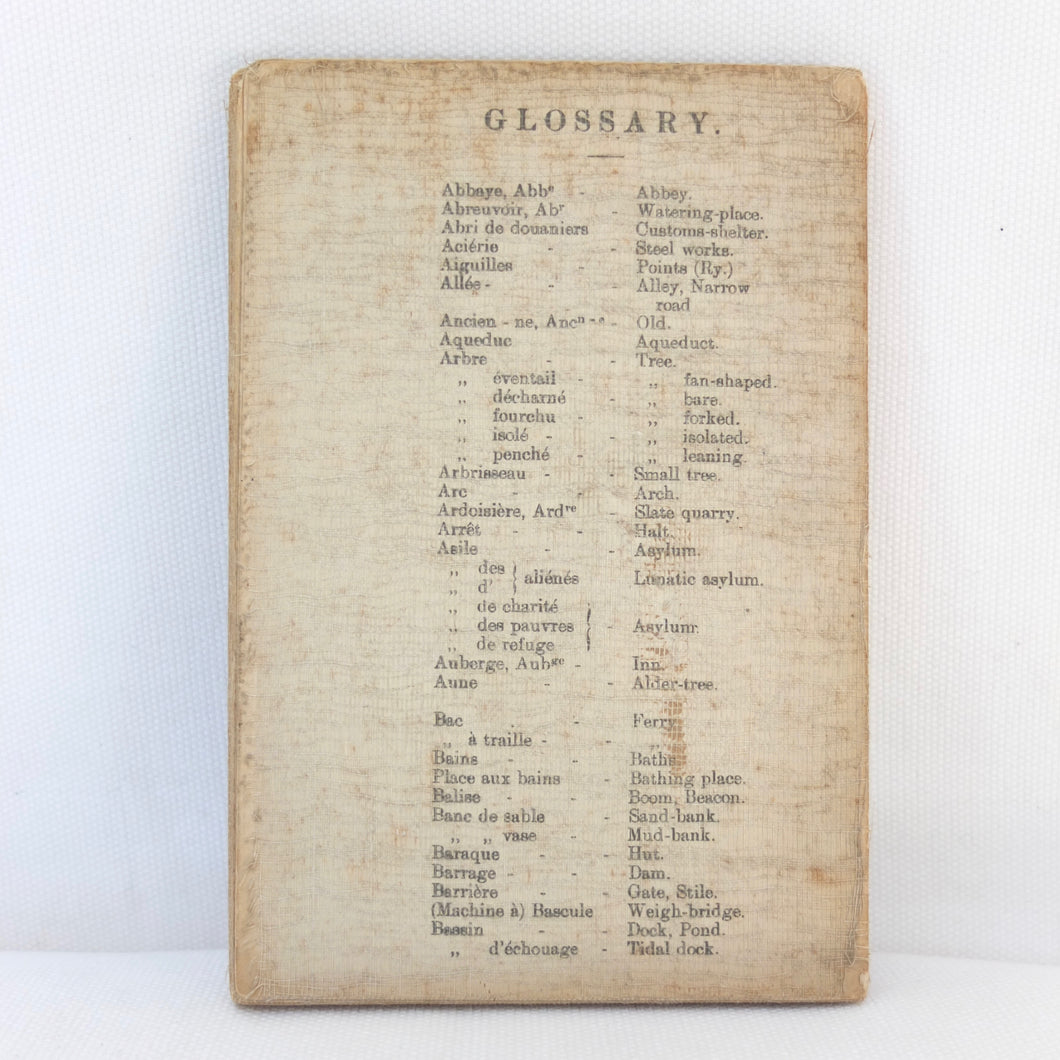 GLOSSARY.
Abbaye, Abbᵉ - Abbey.
Abreuvoir, Abʳ - Watering-place.
Abri de douaniers Customs-shelter.
Aciérie - - Steel works.
Aiguilles - Points (Ry.)
Allée - - - Alley, Narrow
road
Ancien - ne, Ancⁿ⁻ᵉ - Old.
Aqueduc Aqueduct.
Arbre - - Tree.
„ éventail - „ fan-shaped.
„ décharné - „ bare.
„ fourchu - „ forked.
„ isolé - - „ isolated.
„ penché - „ leaning.
Arbrisseau - - Small tree.
Arc - - Arch.
Ardoisière, Ardʳᵉ - Slate quarry.
Arrêt - - Halt.
Asile - - Asylum.
„ des
„ d' } aliénés Lunatic asylum.
„ de charité
„ des pauvres } - Asylum.
„ de refuge
Auberge, Aubᵍᵉ - Inn.
Aune - - Alder-tree.
Bac - - Ferry
„ à traille - - „
Bains - - Baths
Place aux bains - Bathing place.
Balise - - Boom, Beacon.
Banc de sable - Sand-bank.
„ „ vase - Mud-bank.
Baraque - - Hut.
Barrage - - Dam.
Barrière - - Gate, Stile.
(Machine à) Bascule Weigh-bridge.
Bassin - - Dock, Pond.
„ d'échouage - Tidal dock.